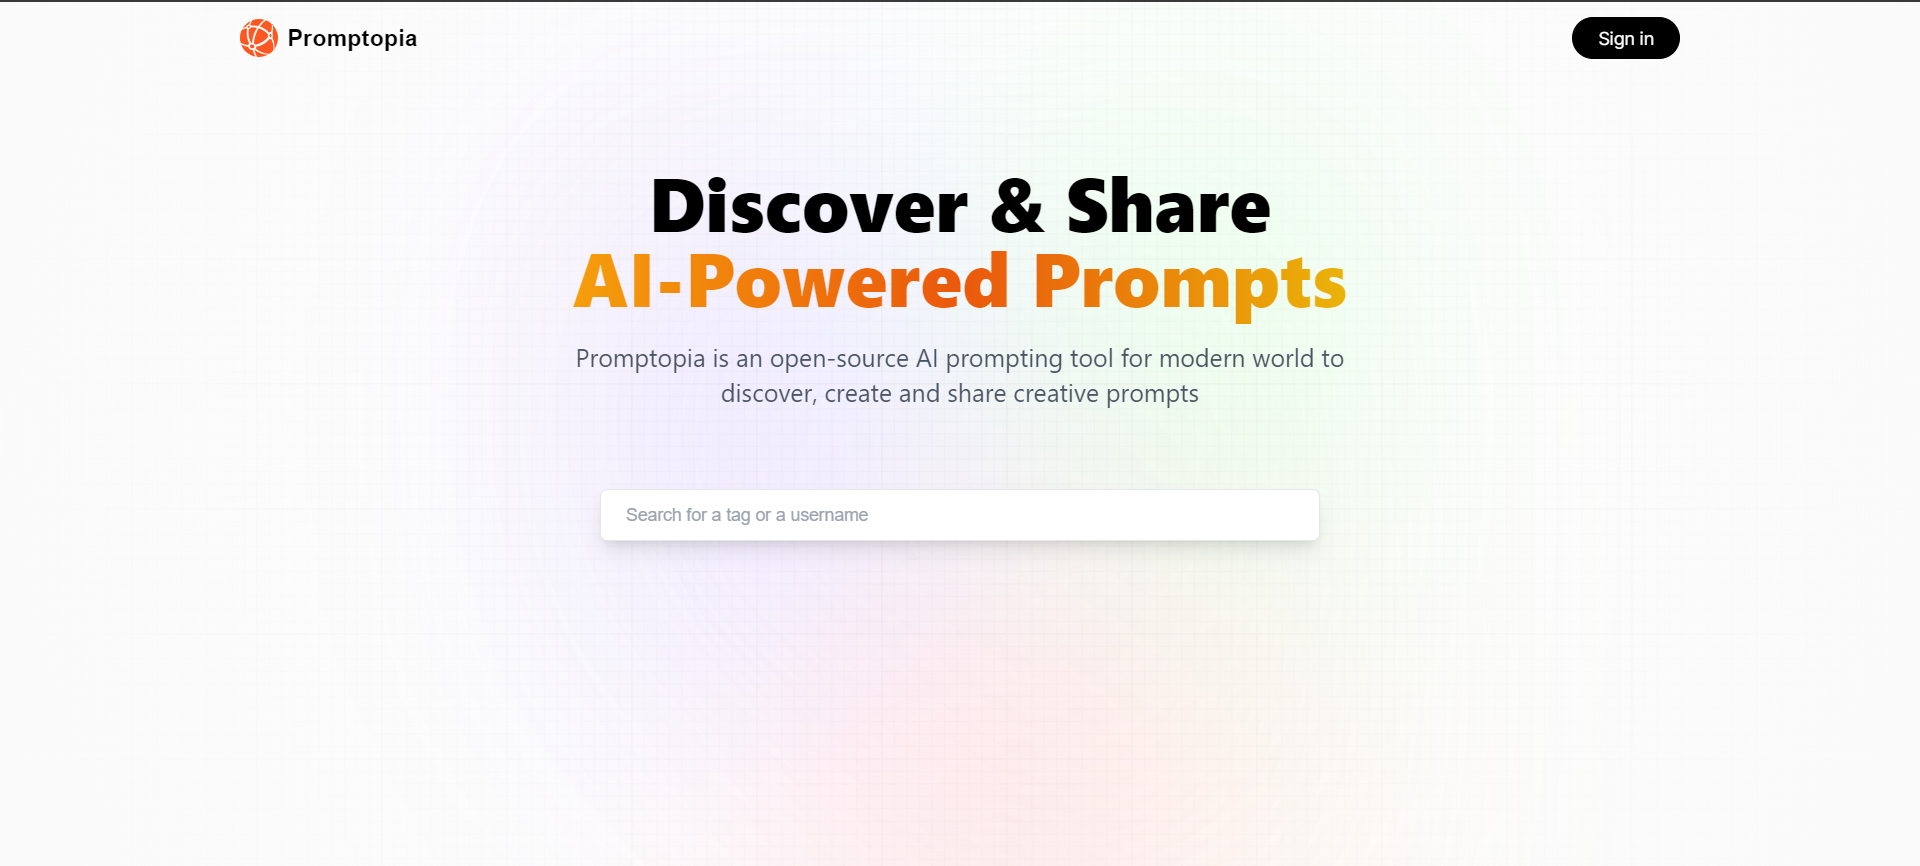 Promptopia
Sign in
Discover & Share
AI-Powered Prompts
Promptopia is an open-source AI prompting tool for modern world to
discover, create and share creative prompts
Search for a tag or a username